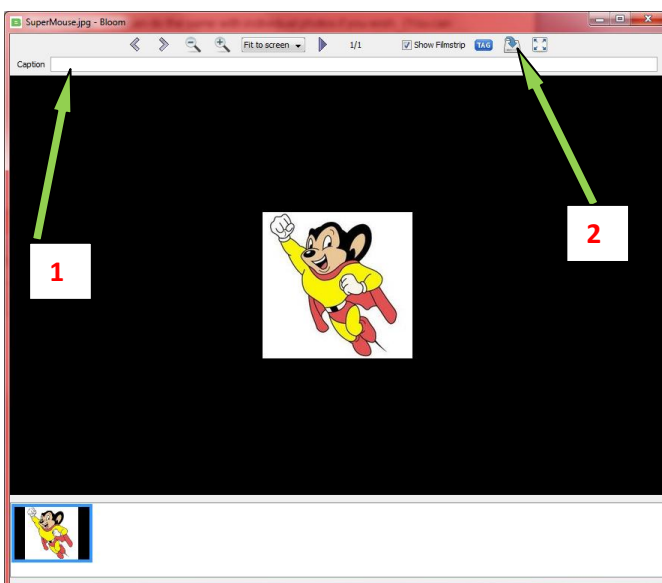 SuperMouse.jpg - Bloom
Fit to screen 1/1 Show Filmstrip TAG
Caption
1
2